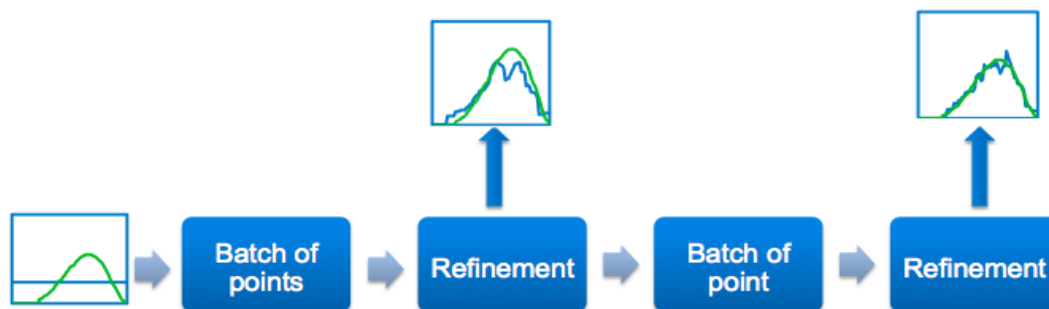 Batch of
points
Refinement
Batch of
point
Refinement